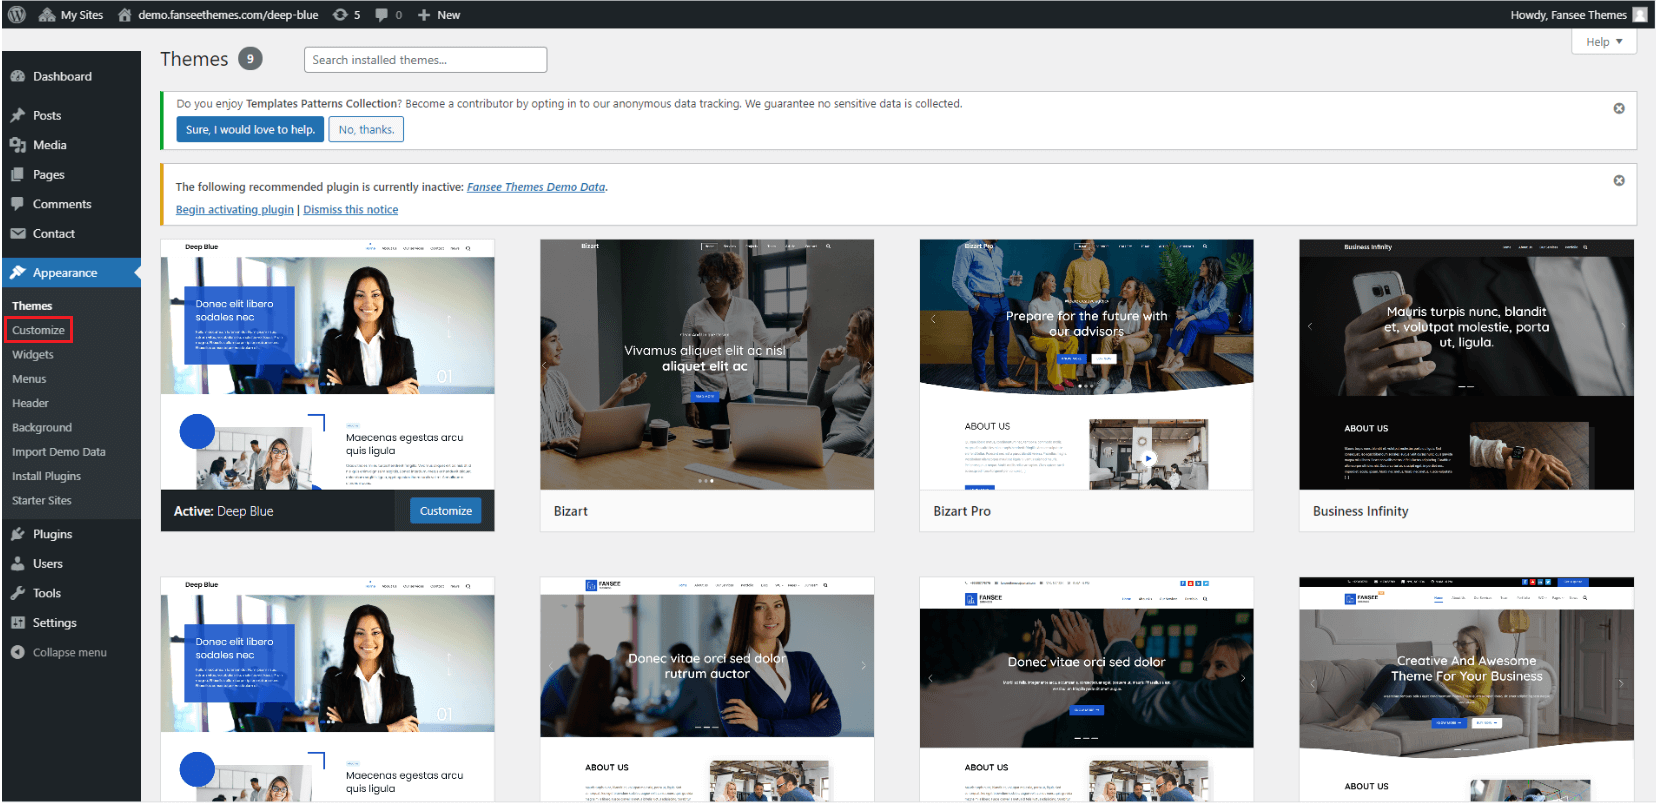 My Sites
demo.fanseethemes.com/deep-blue
5
0
New
Howdy, Fansee Themes
Help
Dashboard
Posts
Media
Pages
Comments
Contact
Appearance
Themes
Customize
Widgets
Menus
Header
Background
Import Demo Data
Install Plugins
Starter Sites
Plugins
Users
Tools
Settings
Collapse menu
Themes 9
Search installed themes...
Do you enjoy Templates Patterns Collection? Become a contributor by opting in to our anonymous data tracking. We guarantee no sensitive data is collected.
Sure, I would love to help.
No, thanks.
The following recommended plugin is currently inactive: Fansee Themes Demo Data.
Begin activating plugin | Dismiss this notice
Deep Blue
Donec elit libero
sodales nec
01
Maecenas egestas arcu
quis ligula
Active: Deep Blue
Customize
Bizart
Vivamus aliquet elit ac nisl
aliquet elit ac
Bizart
Bizart Pro
Prepare for the future with
our advisors
ABOUT US
Bizart Pro
Business Infinity
Mauris turpis nunc, blandit
et, volutpat molestie, porta
ut, ligula.
ABOUT US
Business Infinity
Deep Blue
Donec elit libero
sodales nec
01
Maecenas egestas arcu
quis ligula
FANSEE
Donec vitae orci sed dolor
rutrum auctor
ABOUT US
FANSEE
Donec vitae orci sed dolor
ABOUT US
FANSEE
Creative And Awesome
Theme For Your Business
ABOUT US